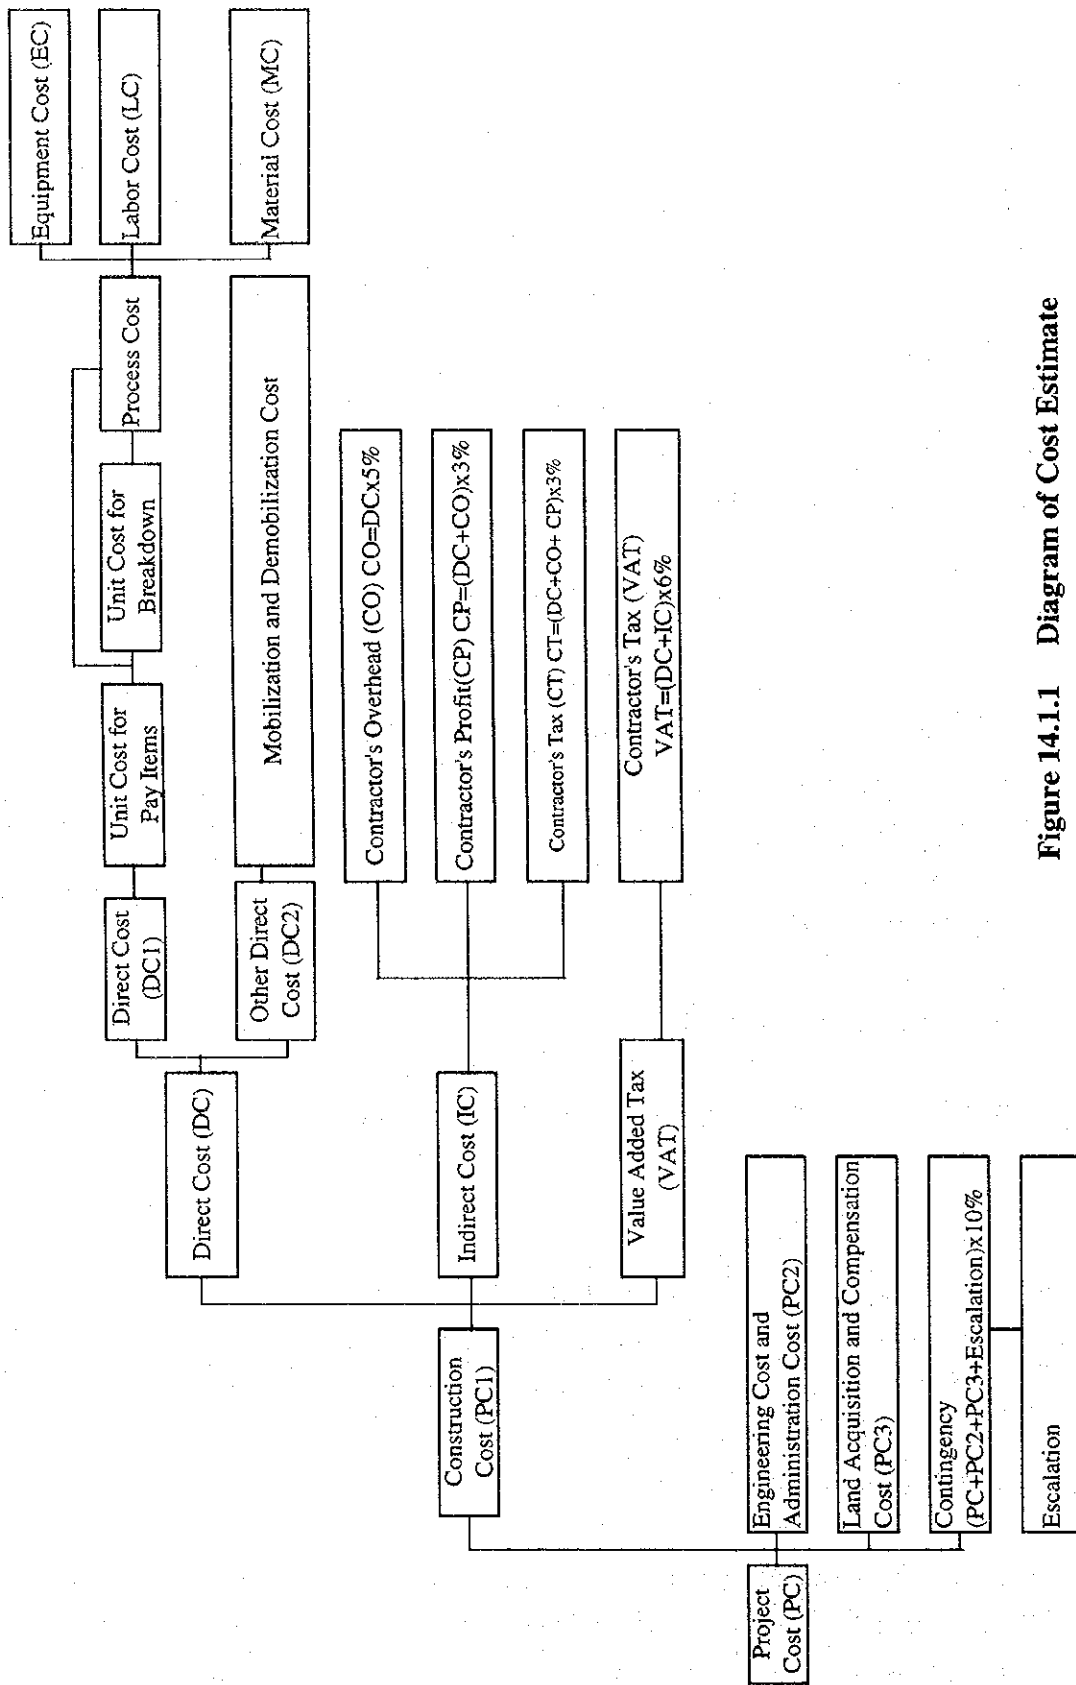 Equipment Cost (EC)
Labor Cost (LC)
Material Cost (MC)
Process Cost
Unit Cost for
Breakdown
Unit Cost for
Pay Items
Direct Cost
(DC1)
Mobilization and Demobilization Cost
Other Direct
Cost (DC2)
Direct Cost (DC)
Contractor's Overhead (CO) CO=DCx5%
Contractor's Profit(CP) CP=(DC+CO)x3%
Contractor's Tax (CT) CT=(DC+CO+ CP)x3%
Indirect Cost (IC)
Contractor's Tax (VAT)
VAT=(DC+IC)x6%
Value Added Tax
(VAT)
Construction
Cost (PC1)
Engineering Cost and
Administration Cost (PC2)
Land Acquisition and Compensation
Cost (PC3)
Contingency
(PC+PC2+PC3+Escalation)x10%
Escalation
Project
Cost (PC)
Figure 14.1.1 Diagram of Cost Estimate